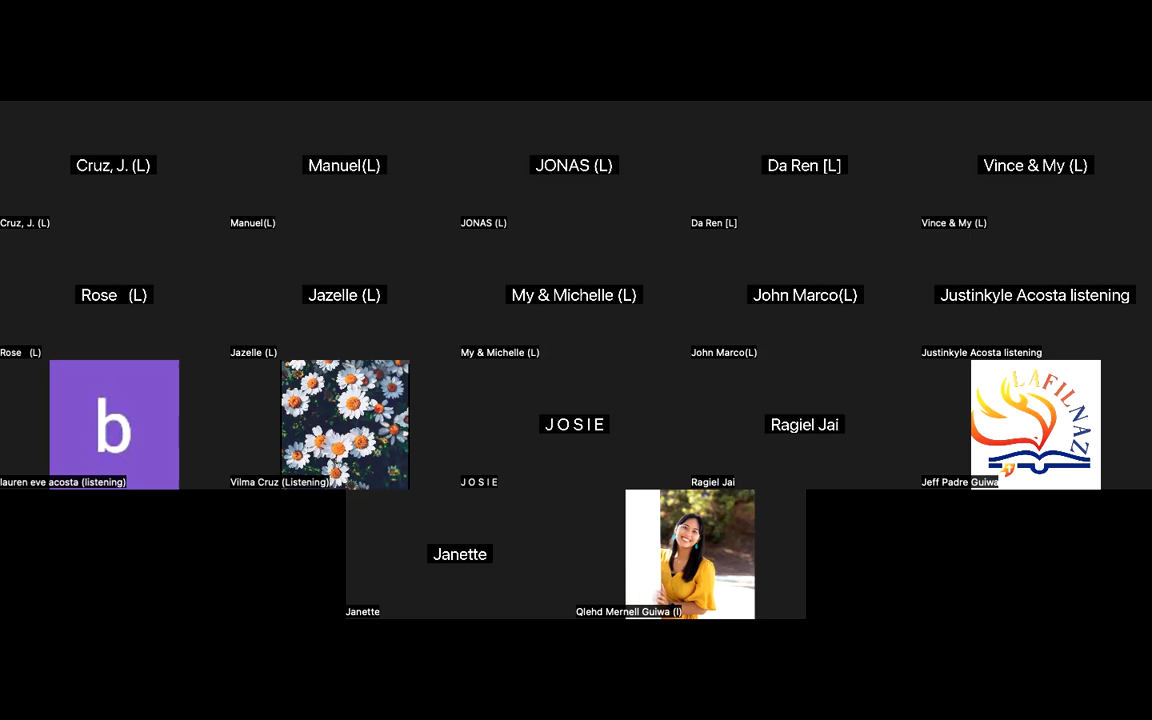 Cruz, J. (L)
Manuel(L)
JONAS (L)
Da Ren [L]
Vince & My (L)
Cruz, J. (L)
Manuel(L)
JONAS (L)
Da Ren [L]
Vince & My (L)
Rose (L)
Jazelle (L)
My & Michelle (L)
John Marco(L)
Justinkyle Acosta listening
Rose (L)
Jazelle (L)
My & Michelle (L)
John Marco(L)
Justinkyle Acosta listening
b
J O S I E
Ragiel Jai
LAFILNAZ
lauren eve acosta (listening)
Vilma Cruz (Listening)
J O S I E
Ragiel Jai
Jeff Padre Guiwa
Janette
Janette
Qlehd Mernell Guiwa (l)